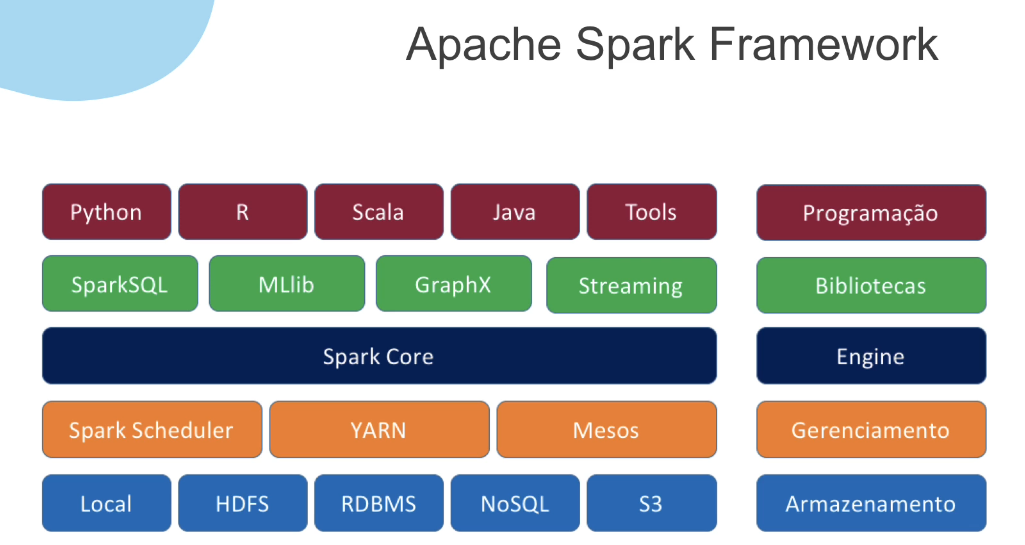 Apache Spark Framework
Python R Scala Java Tools Programação
SparkSQL MLlib GraphX Streaming Bibliotecas
Spark Core Engine
Spark Scheduler YARN Mesos Gerenciamento
Local HDFS RDBMS NoSQL S3 Armazenamento